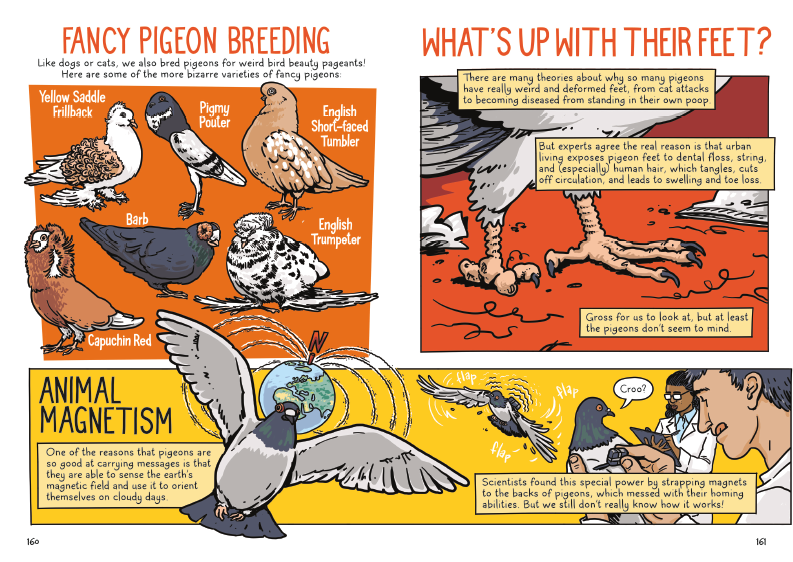 FANCY PIGEON BREEDING
Like dogs or cats, we also bred pigeons for weird bird beauty pageants!
Here are some of the more bizarre varieties of fancy pigeons:
Yellow Saddle
Frillback
Pigmy
Pouter
English
Short-faced
Tumbler
Barb
English
Trumpeter
Capuchin Red
WHAT'S UP WITH THEIR FEET?
There are many theories about why so many pigeons
have really weird and deformed feet, from cat attacks
to becoming diseased from standing in their own poop.
But experts agree the real reason is that urban
living exposes pigeon feet to dental floss, string,
and (especially) human hair, which tangles, cuts
off circulation, and leads to swelling and toe loss.
Gross for us to look at, but at least
the pigeons don't seem to mind.
N
ANIMAL
MAGNETISM
One of the reasons that pigeons are
so good at carrying messages is that
they are able to sense the earth's
magnetic field and use it to orient
themselves on cloudy days.
flap
flap
flap
Croo?
Scientists found this special power by strapping magnets
to the backs of pigeons, which messed with their homing
abilities. But we still don't really know how it works!
160
161